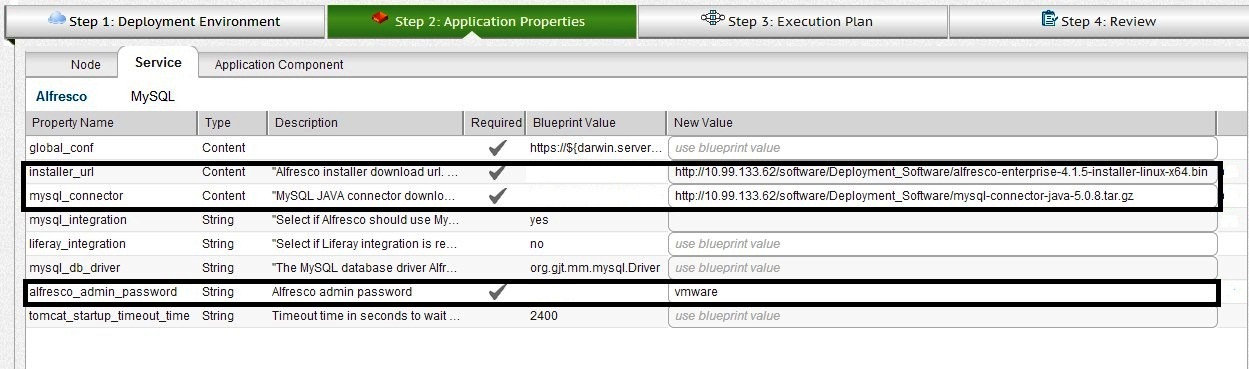 Step 1: Deployment Environment Step 2: Application Properties Step 3: Execution Plan Step 4: Review
Node Service Application Component
Alfresco MySQL
Property Name Type Description Required Blueprint Value New Value
global_conf Content https://${darwin.server... use blueprint value
installer_url Content "Alfresco installer download url. ... http://10.99.133.62/software/Deployment_Software/alfresco-enterprise-4.1.5-installer-linux-x64.bin
mysql_connector Content "MySQL JAVA connector downlo... http://10.99.133.62/software/Deployment_Software/mysql-connector-java-5.0.8.tar.gz
mysql_integration String "Select if Alfresco should use My... yes
liferay_integration String "Select if Liferay integration is re... no use blueprint value
mysql_db_driver String "The MySQL database driver Alfr... org.gjt.mm.mysql.Driver use blueprint value
alfresco_admin_password String Alfresco admin password vmware
tomcat_startup_timeout_time String Timeout time in seconds to wait ... 2400 use blueprint value